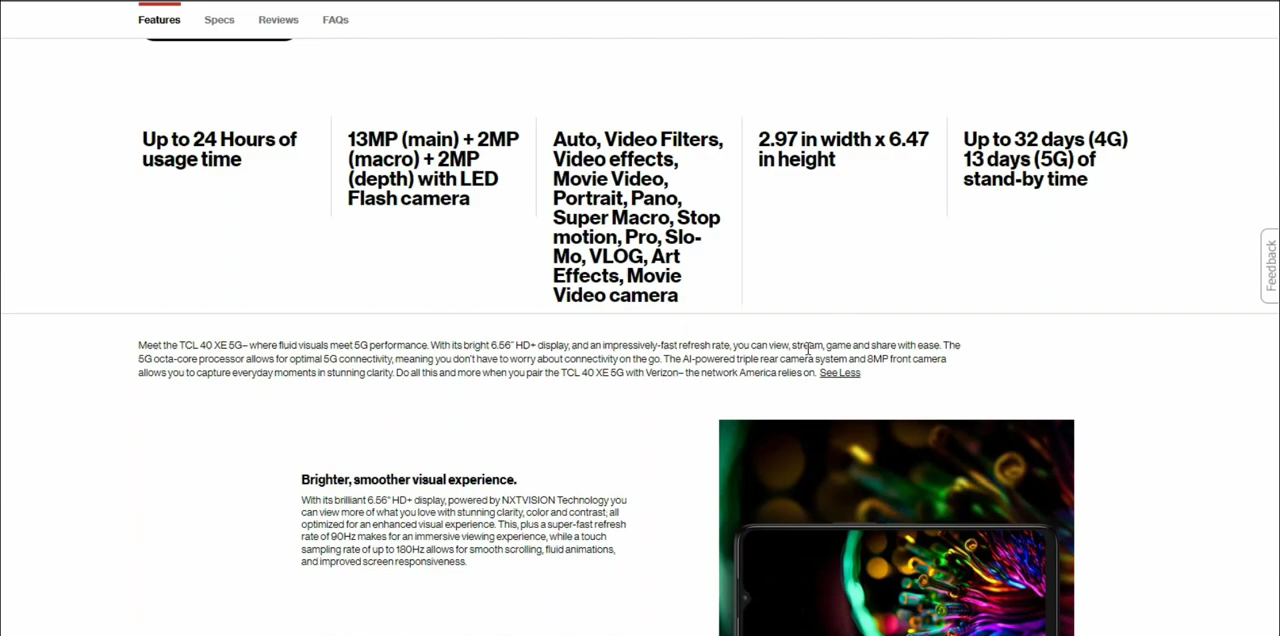 Features Specs Reviews FAQs
Up to 24 Hours of
usage time
13MP (main) + 2MP
(macro) + 2MP
(depth) with LED
Flash camera
Auto, Video Filters,
Video effects,
Movie Video,
Portrait, Pano,
Super Macro, Stop
motion, Pro, Slo-
Mo, VLOG, Art
Effects, Movie
Video camera
2.97 in width x 6.47
in height
Up to 32 days (4G)
13 days (5G) of
stand-by time
Feedback
Meet the TCL 40 XE 5G– where fluid visuals meet 5G performance. With its bright 6.56" HD+ display, and an impressively-fast refresh rate, you can view, stream, game and share with ease. The
5G octa-core processor allows for optimal 5G connectivity, meaning you don't have to worry about connectivity on the go. The AI-powered triple rear camera system and 8MP front camera
allows you to capture everyday moments in stunning clarity. Do all this and more when you pair the TCL 40 XE 5G with Verizon– the network America relies on. See Less
Brighter, smoother visual experience.
With its brilliant 6.56" HD+ display, powered by NXTVISION Technology you
can view more of what you love with stunning clarity, color and contrast; all
optimized for an enhanced visual experience. This, plus a super-fast refresh
rate of 90Hz makes for an immersive viewing experience, while a touch
sampling rate of up to 180Hz allows for smooth scrolling, fluid animations,
and improved screen responsiveness.